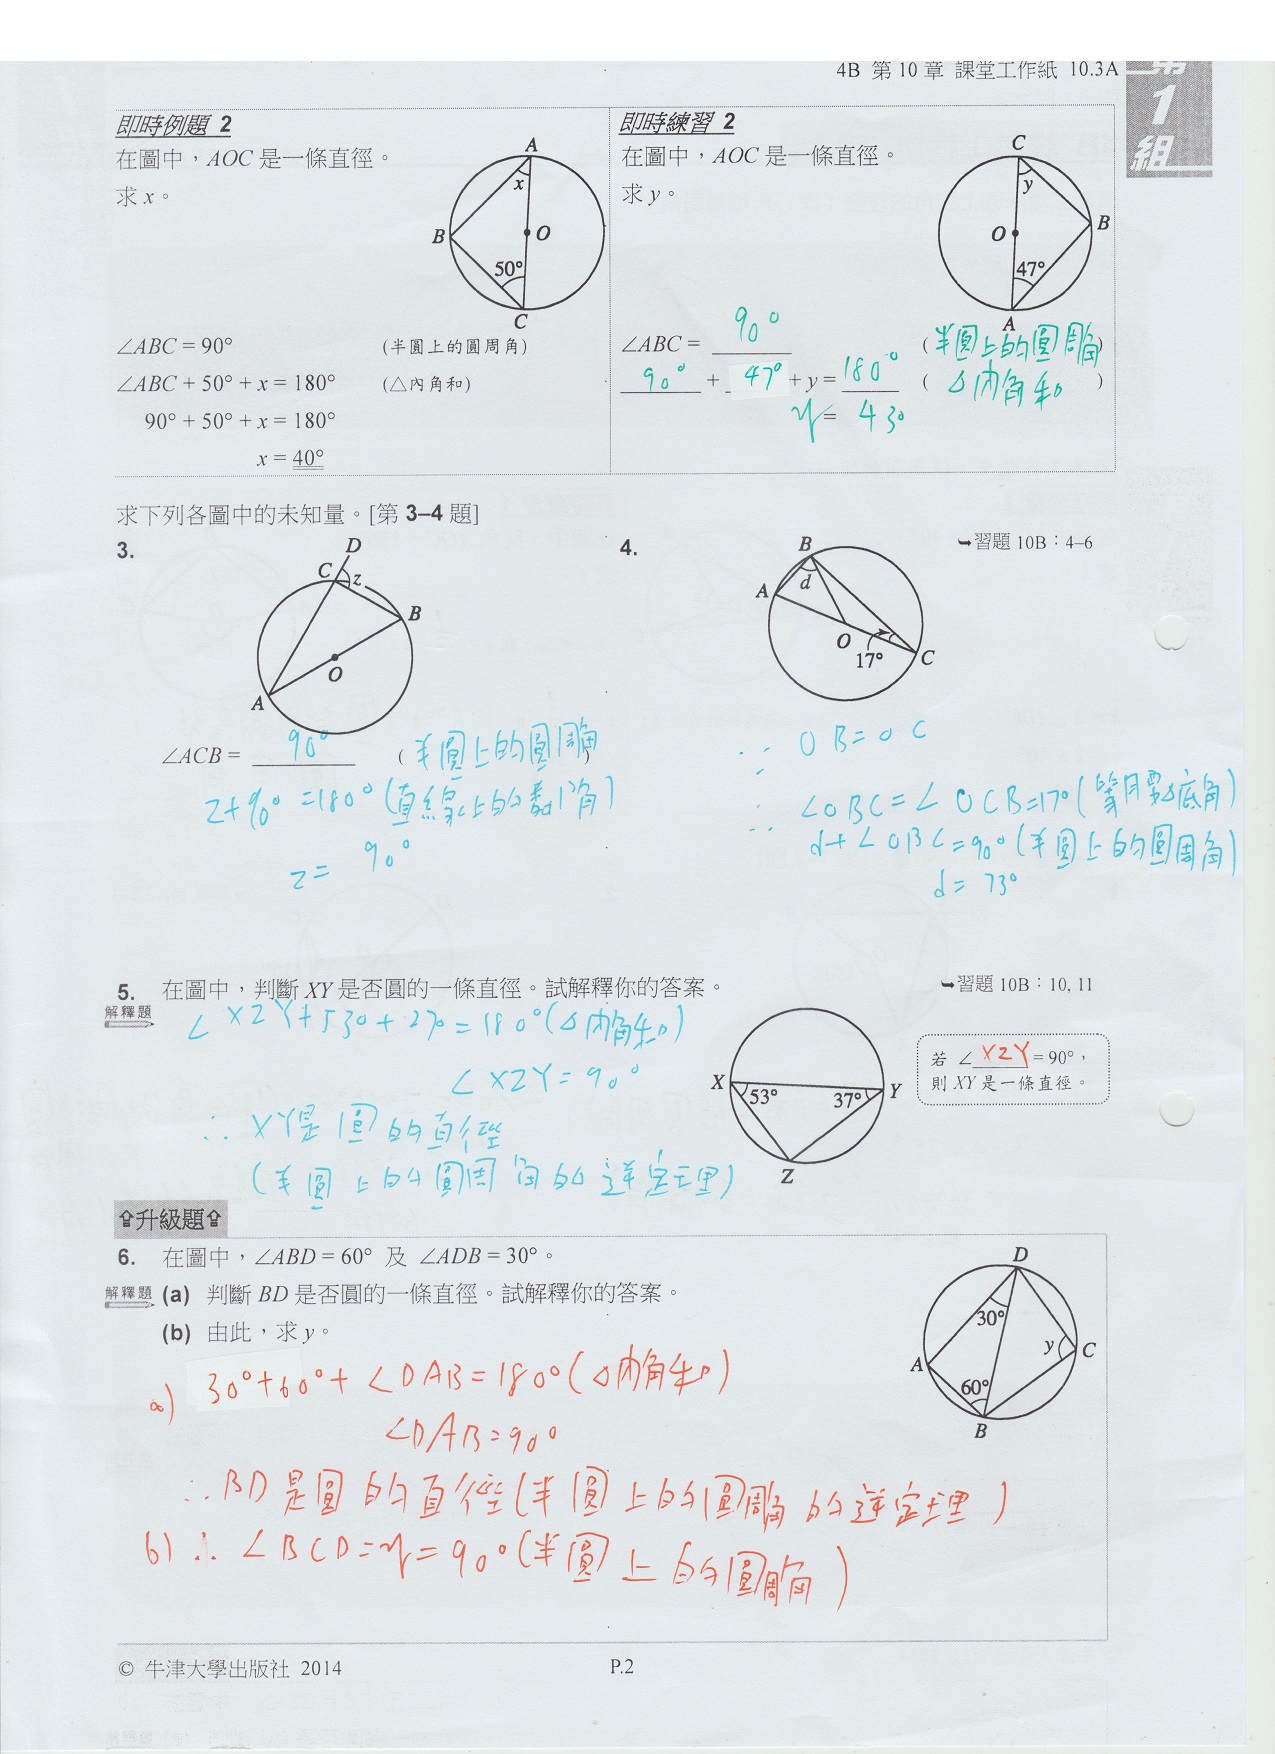 4B 第 10 章 課堂工作紙 10.3A
第
1
組
即時例題 2
在圖中，AOC 是一條直徑。
求 x。
A
x
B
O
50°
C
∠ABC = 90° (半圓上的圓周角)
∠ABC + 50° + x = 180° (△內角和)
90° + 50° + x = 180°
x = 40°
即時練習 2
在圖中，AOC 是一條直徑。
求 y。
C
y
B
O
47°
A
∠ABC = 90° (半圓上的圓周角)
90° + 47° + y = 180° (△內角和)
y = 43°
求下列各圖中的未知量。[第 3–4 題]
3.
D
C
z
B
O
A
∠ACB = 90° (半圓上的圓周角)
z+90°=180°(直線上的鄰角)
z= 90°
4.
➥習題 10B：4–6
B
A
d
O
17°
C
∵ OB=OC
∴ ∠OBC=∠OCB=17°(等腰△底角)
d+∠OBC=90°(半圓上的圓周角)
d=73°
5. 在圖中，判斷 XY 是否圓的一條直徑。試解釋你的答案。
➥習題 10B：10, 11
解釋題
∠XZY+530+270=180°(△內角和)
∠XZY=90°
∴ XY是圓的直徑
(半圓上的圓周角的逆定理)
X
53°
37°
Y
Z
若 ∠XZY = 90°，
則 XY 是一條直徑。
⇧升級題⇧
6. 在圖中，∠ABD = 60° 及 ∠ADB = 30°。
解釋題 (a) 判斷 BD 是否圓的一條直徑。試解釋你的答案。
(b) 由此，求 y。
D
30°
y
C
A
60°
B
a) 30°+60°+∠DAB=180°(△內角和)
∠DAB=90°
∴BD是圓的直徑(半圓上的圓周角的逆定理)
b) ∴ ∠BCD=y=90°(半圓上的圓周角)
© 牛津大學出版社 2014
P.2